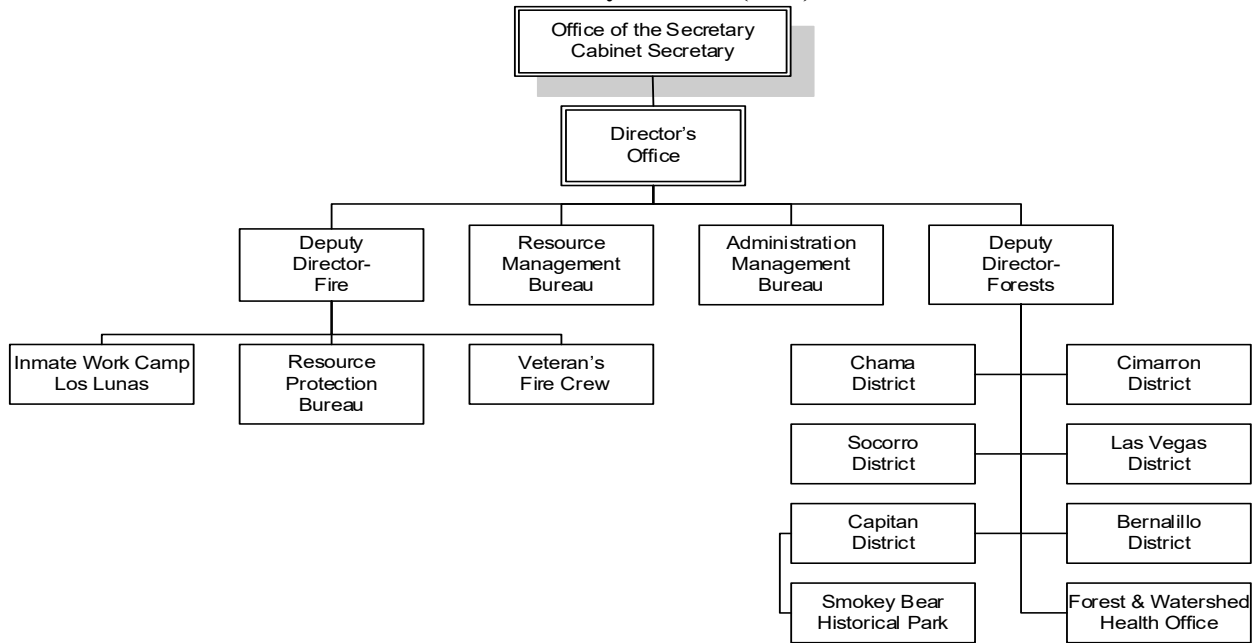 Office of the Secretary
Cabinet Secretary
Director's
Office
Deputy
Director-
Fire
Resource
Management
Bureau
Administration
Management
Bureau
Deputy
Director-
Forests
Inmate Work Camp
Los Lunas
Resource
Protection
Bureau
Veteran's
Fire Crew
Chama
District
Cimarron
District
Socorro
District
Las Vegas
District
Capitan
District
Bernalillo
District
Smokey Bear
Historical Park
Forest & Watershed
Health Office